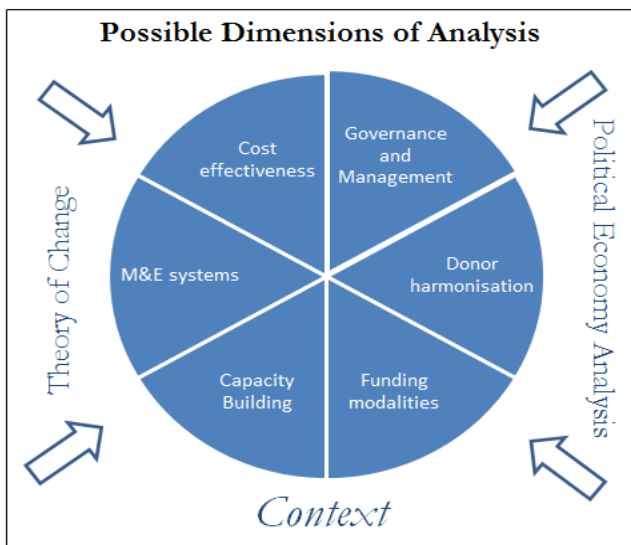 Possible Dimensions of Analysis
Cost
effectiveness
Governance
and
Management
M&E systems
Donor
harmonisation
Capacity
Building
Funding
modalities
Theory of Change
Political Economy Analysis
Context